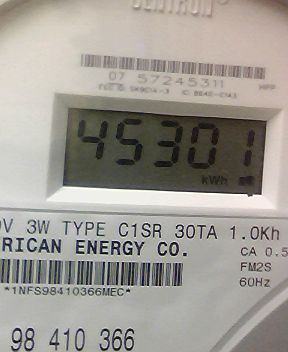 CENTRON
07 57245311
45301
kWh
V 3W TYPE C1SR 30TA 1.0Kh
RICAN ENERGY CO.
CA 0.5
FM2S
60Hz
*1NFS98410366MEC*
98 410 366